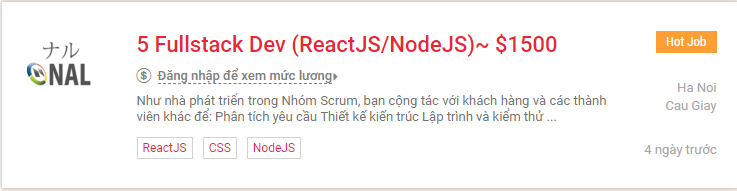 ナル
NAL
5 Fullstack Dev (ReactJS/NodeJS)~ $1500
Hot Job
$ Đăng nhập để xem mức lương
Ha Noi
Cau Giay
Như nhà phát triển trong Nhóm Scrum, bạn cộng tác với khách hàng và các thành
viên khác để: Phân tích yêu cầu Thiết kế kiến trúc Lập trình và kiểm thử ...
ReactJS CSS NodeJS
4 ngày trước